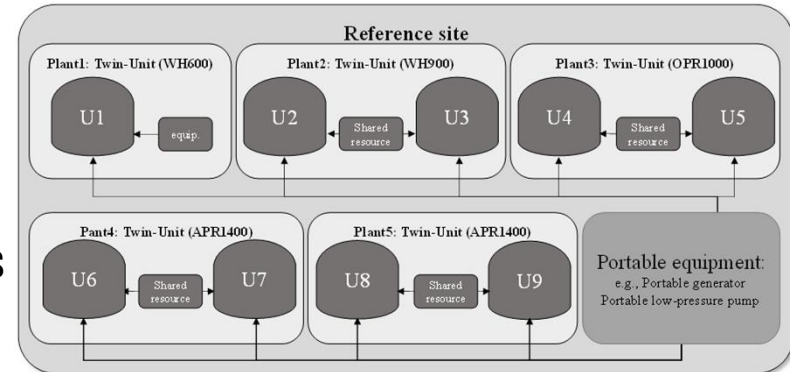 Reference site
Plant1: Twin-Unit (WH600)
U1
equip.
Plant2: Twin-Unit (WH900)
U2
Shared
resource
U3
Plant3: Twin-Unit (OPR1000)
U4
Shared
resource
U5
s
Pant4: Twin-Unit (APR1400)
U6
Shared
resource
U7
Plant5: Twin-Unit (APR1400)
U8
Shared
resource
U9
Portable equipment:
e.g., Portable generator
Portable low-pressure pump